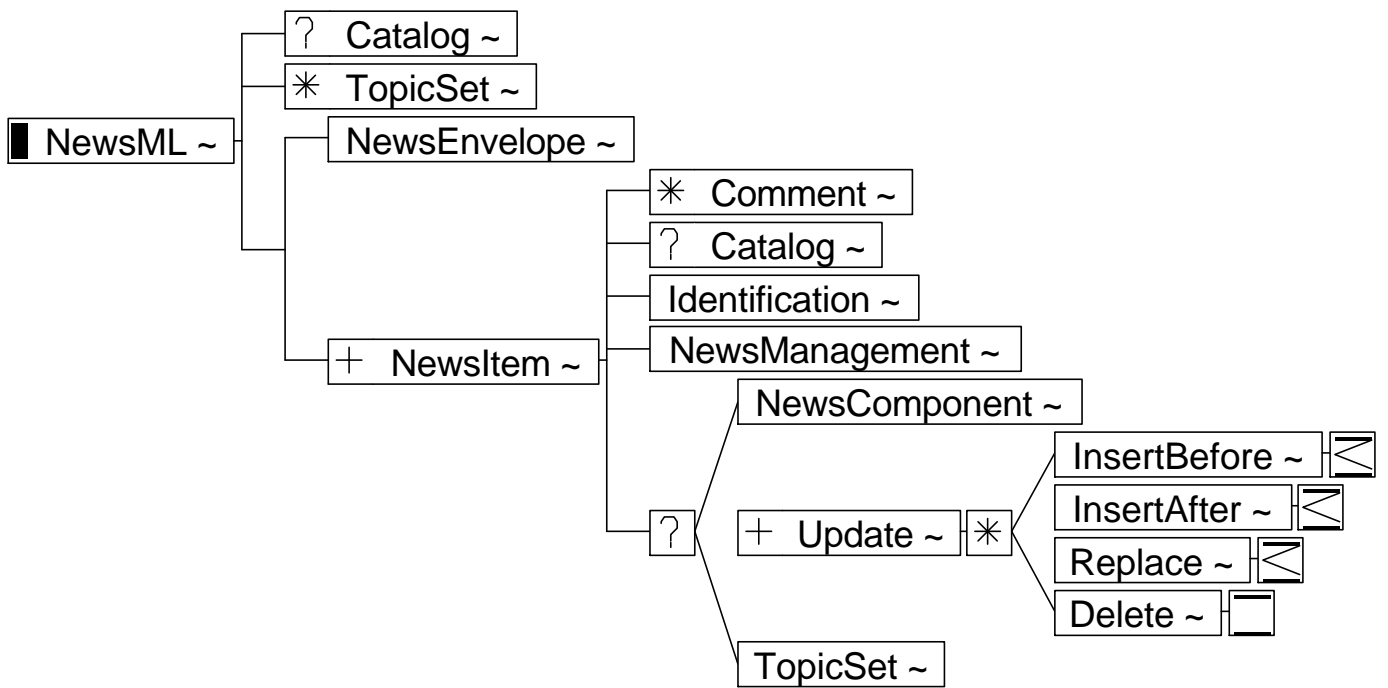 ? Catalog ~
* TopicSet ~
NewsML ~
NewsEnvelope ~
* Comment ~
? Catalog ~
Identification ~
NewsManagement ~
+ NewsItem ~
NewsComponent ~
InsertBefore ~
InsertAfter ~
? + Update ~ *
Replace ~
Delete ~
TopicSet ~